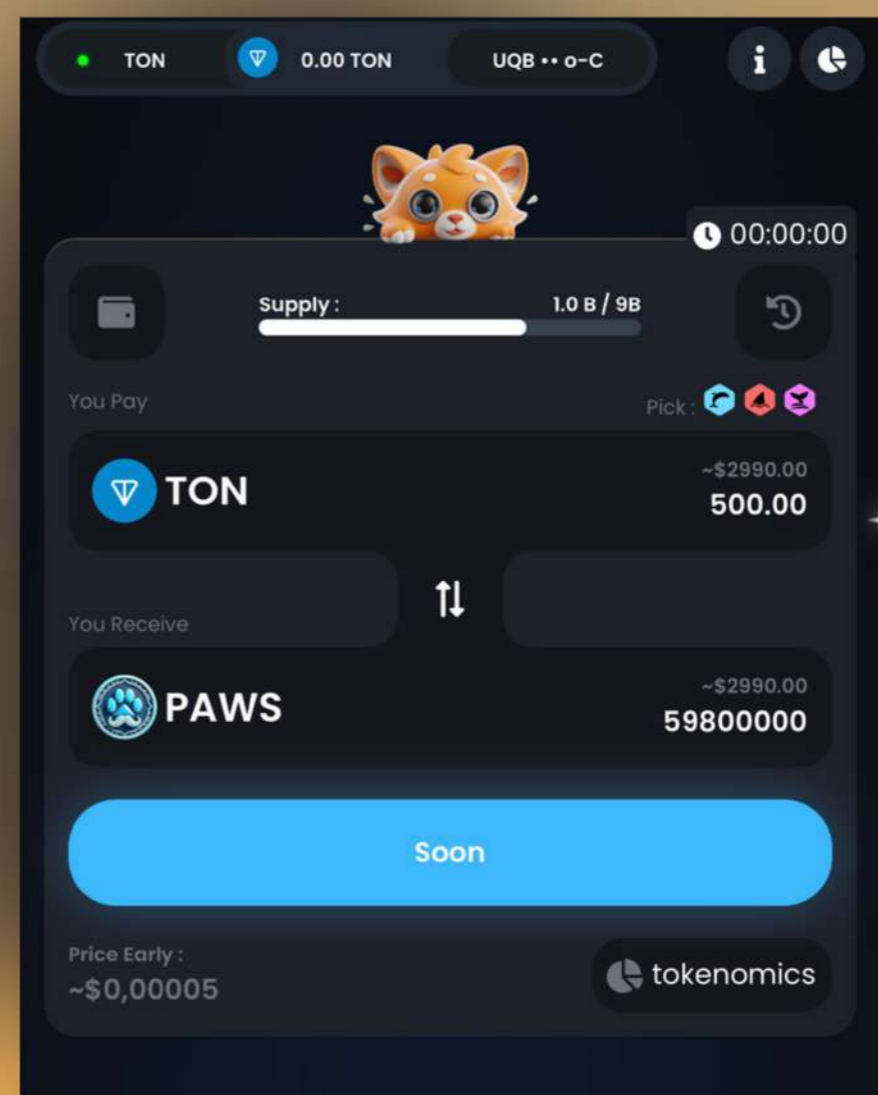 TON 0.00 TON UQB •• o-C
00:00:00
Supply : 1.0 B / 9B
You Pay Pick :
~$2990.00
TON 500.00
You Receive
~$2990.00
PAWS 59800000
Soon
Price Early :
~$0,00005 tokenomics